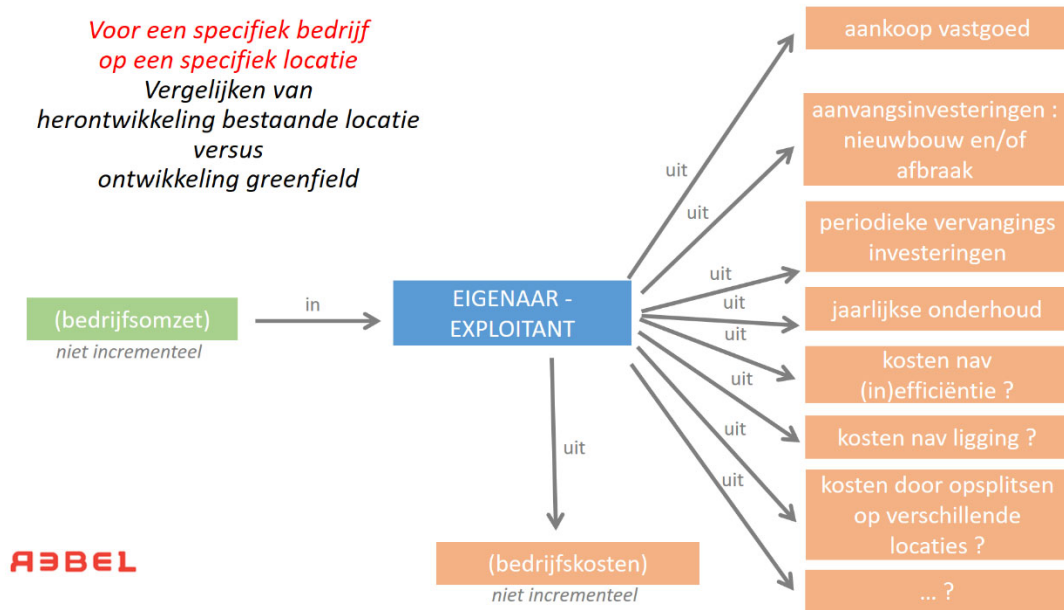 Voor een specifiek bedrijf
op een specifiek locatie
Vergelijken van
herontwikkeling bestaande locatie
versus
ontwikkeling greenfield
(bedrijfsomzet)
niet incrementeel
in
EIGENAAR -
EXPLOITANT
uit
(bedrijfskosten)
niet incrementeel
uit
aankoop vastgoed
uit
aanvangsinvesteringen :
nieuwbouw en/of
afbraak
uit
periodieke vervangings
investeringen
uit
jaarlijkse onderhoud
uit
kosten nav
(in)efficiëntie ?
uit
kosten nav ligging ?
uit
kosten door opsplitsen
op verschillende
locaties ?
uit
... ?
REBEL